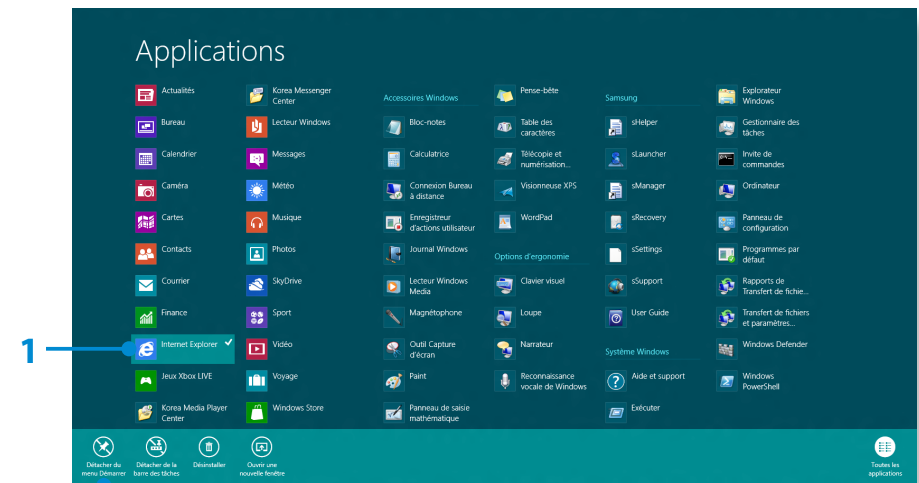 Applications
Actualités
Bureau
Calendrier
Caméra
Cartes
Contacts
Courrier
Finance
1
Internet Explorer
Jeux Xbox LIVE
Korea Media Player
Center
Korea Messenger
Center
Lecteur Windows
Messages
Météo
Musique
Photos
SkyDrive
Sport
Vidéo
Voyage
Windows Store
Accessoires Windows
Bloc-notes
Calculatrice
Connexion Bureau
à distance
Enregistreur
d'actions utilisateur
Journal Windows
Lecteur Windows
Media
Magnétophone
Outil Capture
d'écran
Paint
Panneau de saisie
mathématique
Pense-bête
Table des
caractères
Télécopie et
numérisation...
Visionneuse XPS
WordPad
Options d'ergonomie
Clavier visuel
Loupe
Narrateur
Reconnaissance
vocale de Windows
Samsung
sHelper
sLauncher
sManager
sRecovery
sSettings
sSupport
User Guide
Système Windows
Aide et support
Exécuter
Explorateur
Windows
Gestionnaire des
tâches
Invite de
commandes
Ordinateur
Panneau de
configuration
Programmes par
défaut
Rapports de
Transfert de fichie...
Transfert de fichiers
et paramètres...
Windows Defender
Windows
PowerShell
Détacher du
menu Démarrer
Détacher de la
barre des tâches
Désinstaller
Ouvrir une
nouvelle fenêtre
Toutes les
applications